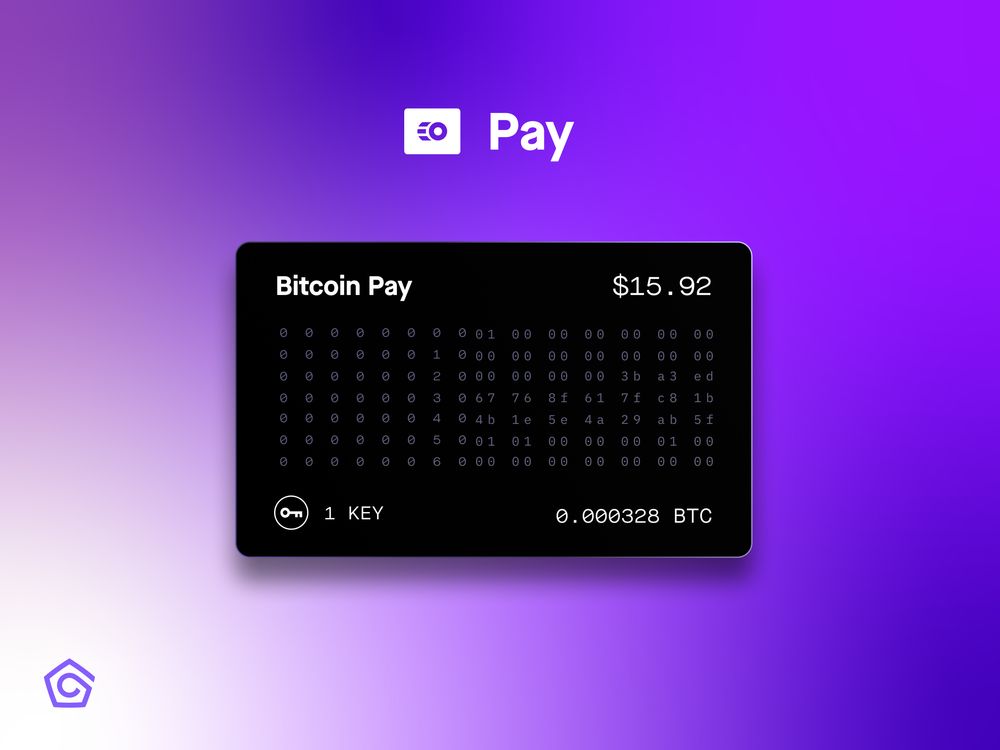 Pay
Bitcoin Pay $15.92
0 0 0 0 0 0 0 0 01 00 00 00 00 00 00
0 0 0 0 0 0 1 0 00 00 00 00 00 00 00
0 0 0 0 0 0 2 0 00 00 00 00 3b a3 ed
0 0 0 0 0 0 3 0 67 76 8f 61 7f c8 1b
0 0 0 0 0 0 4 0 4b 1e 5e 4a 29 ab 5f
0 0 0 0 0 0 5 0 01 01 00 00 00 01 00
0 0 0 0 0 0 6 0 00 00 00 00 00 00 00
1 KEY 0.000328 BTC